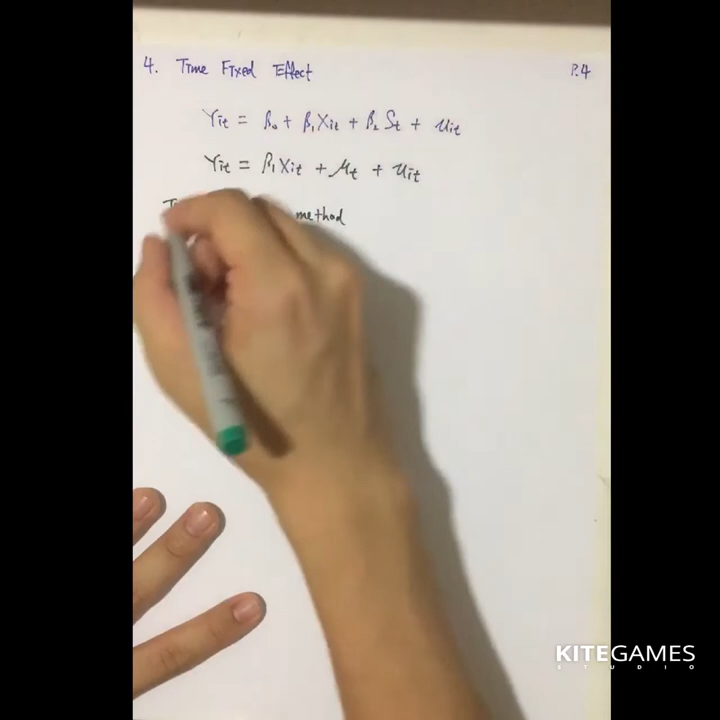 4. Time Fixed Effect P.4
Yit = β₀ + β₁Xit + β₂St + uit
Yit = β₁Xit + μt + uit
method
KITEGAMES
STUDIO